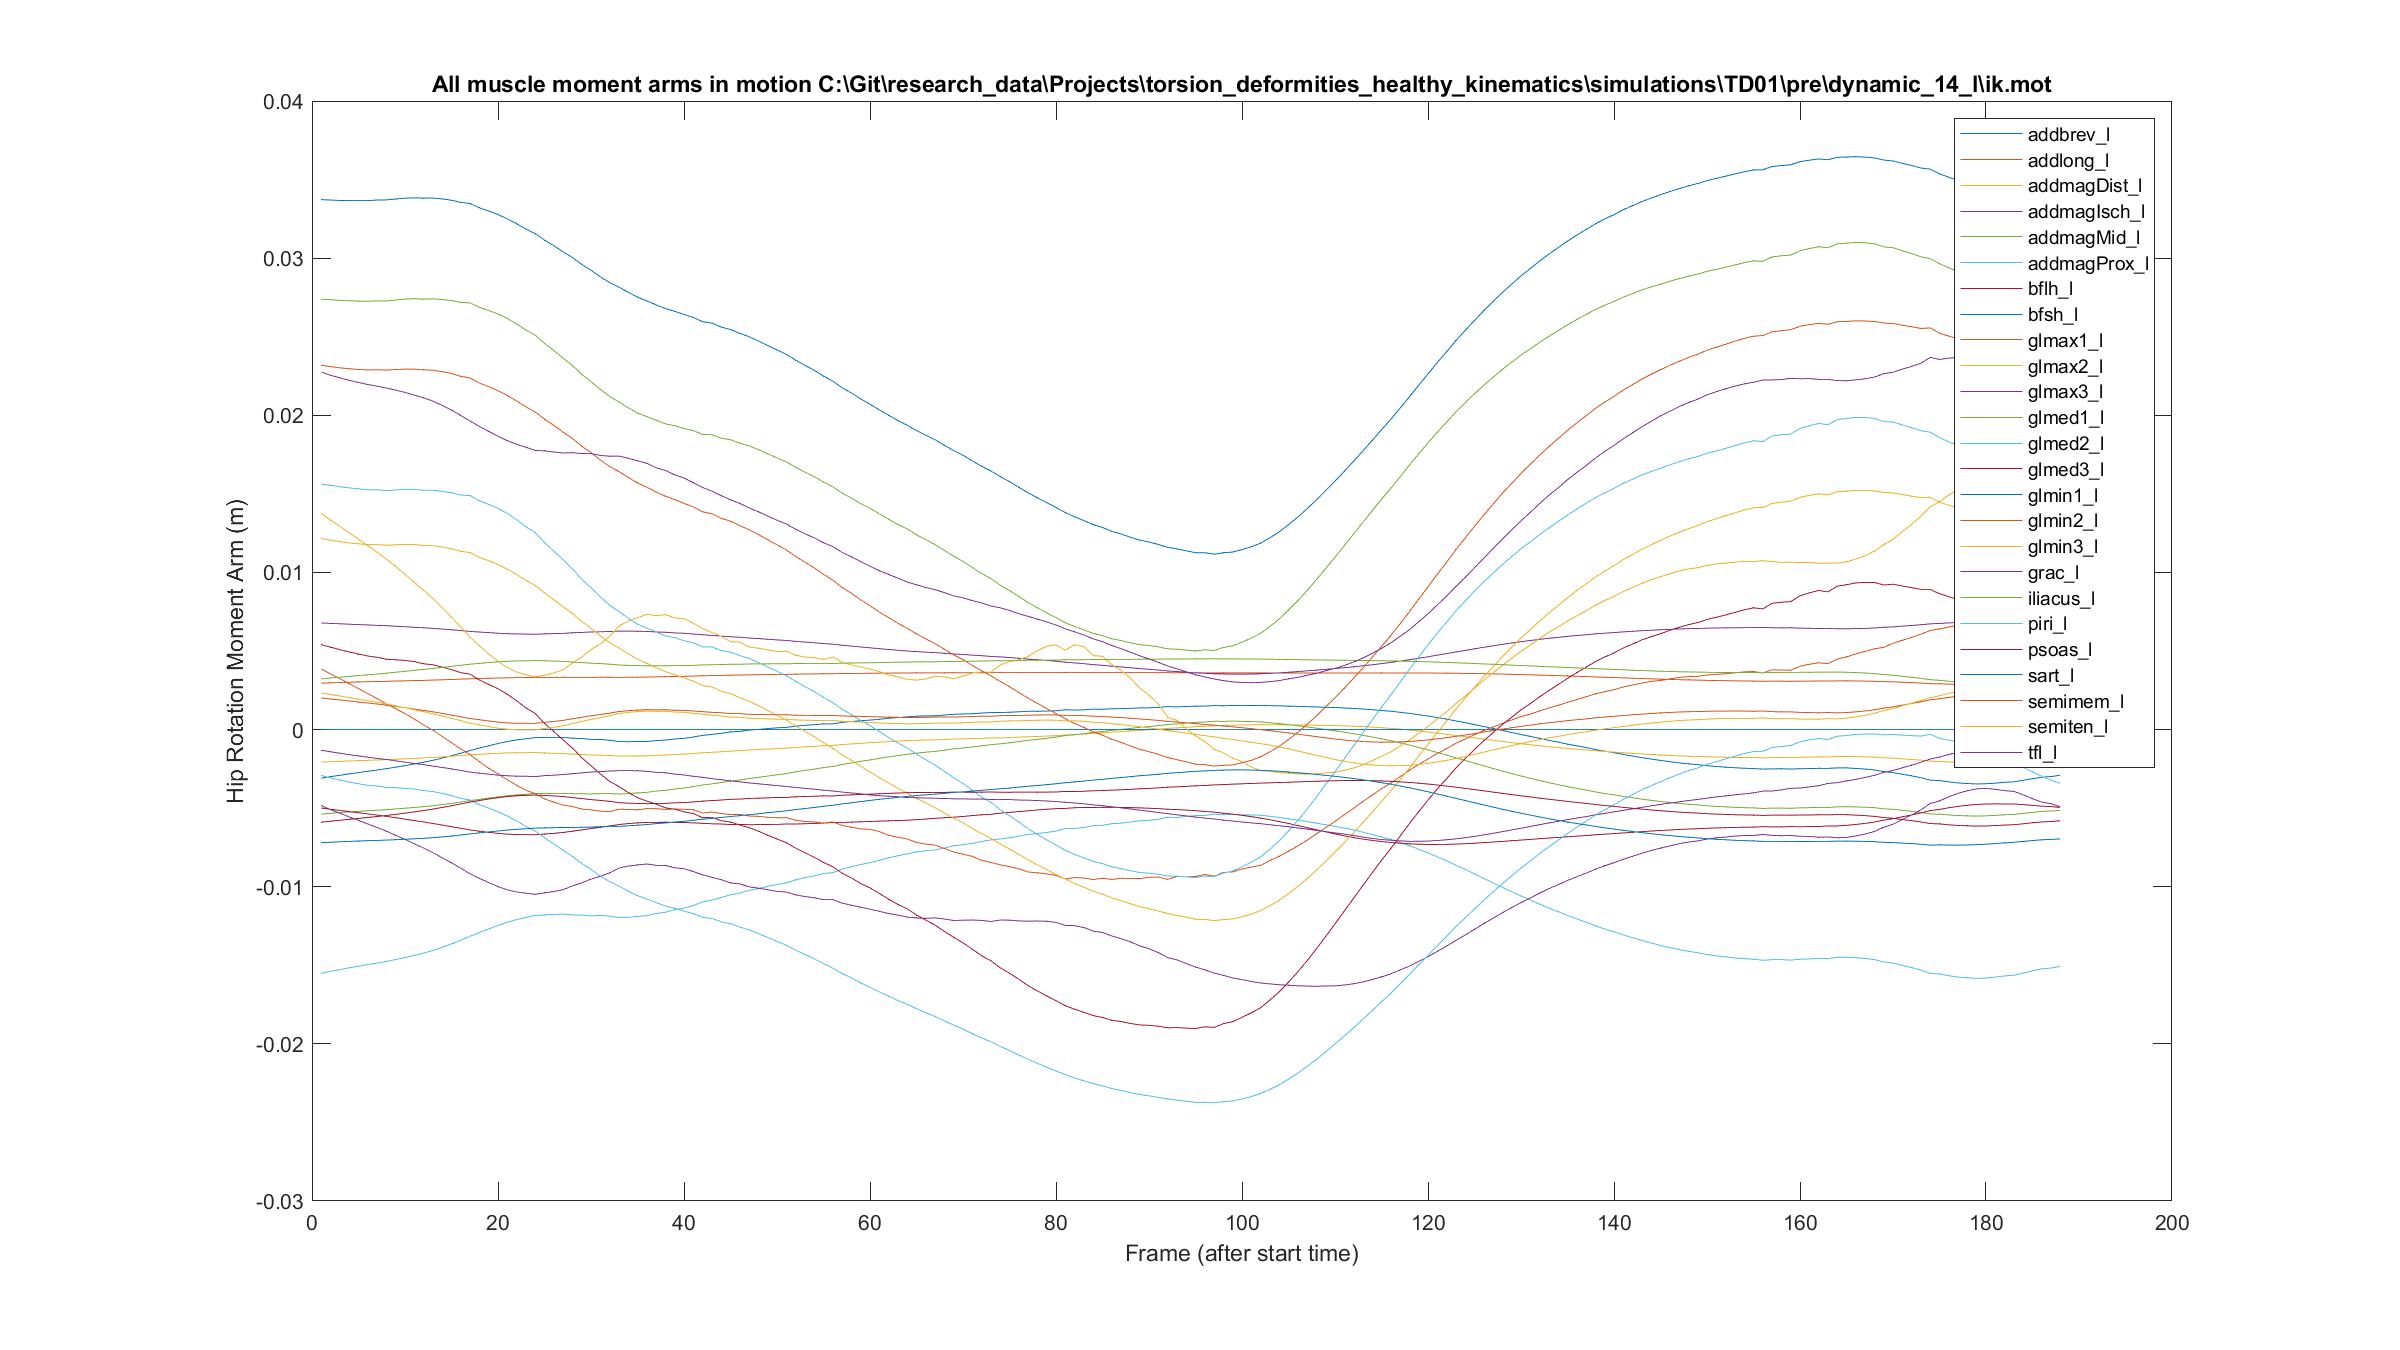 All muscle moment arms in motion C:\Git\research_data\Projects\torsion_deformities_healthy_kinematics\simulations\TD01\pre\dynamic_14_l\ik.mot
0.04
0.03
0.02
0.01
0
-0.01
-0.02
-0.03
Hip Rotation Moment Arm (m)
0 20 40 60 80 100 120 140 160 180 200
Frame (after start time)
addbrev_l
addlong_l
addmagDist_l
addmagIsch_l
addmagMid_l
addmagProx_l
bflh_l
bfsh_l
glmax1_l
glmax2_l
glmax3_l
glmed1_l
glmed2_l
glmed3_l
glmin1_l
glmin2_l
glmin3_l
grac_l
iliacus_l
piri_l
psoas_l
sart_l
semimem_l
semiten_l
tfl_l